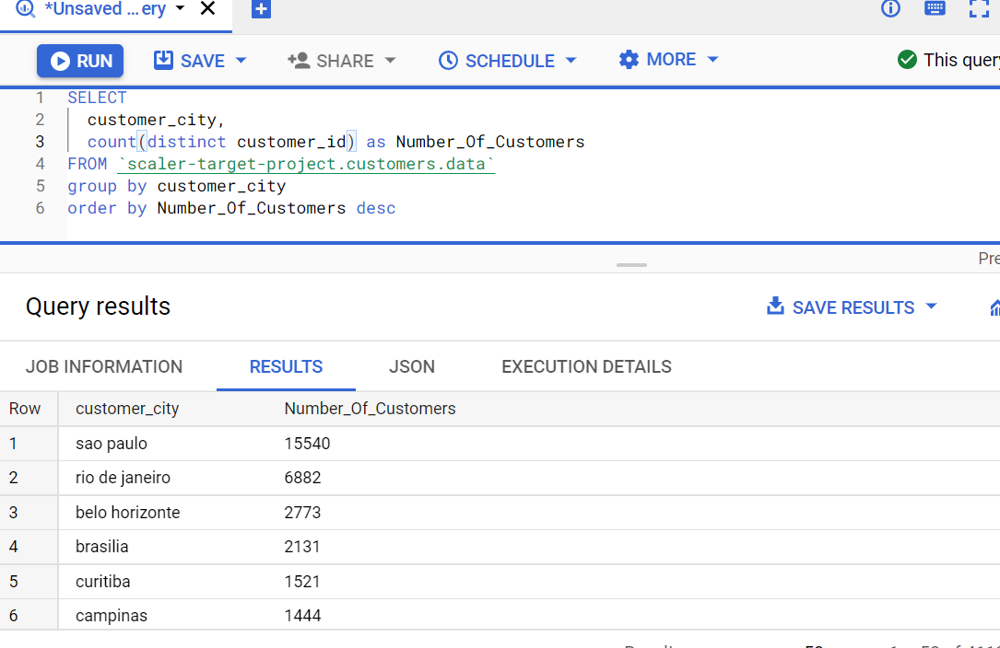 *Unsaved ...ery
RUN SAVE SHARE SCHEDULE MORE This query
1 SELECT
2 customer_city,
3 count(distinct customer_id) as Number_Of_Customers
4 FROM `scaler-target-project.customers.data`
5 group by customer_city
6 order by Number_Of_Customers desc
Pre
Query results SAVE RESULTS
JOB INFORMATION RESULTS JSON EXECUTION DETAILS
Row customer_city Number_Of_Customers
1 sao paulo 15540
2 rio de janeiro 6882
3 belo horizonte 2773
4 brasilia 2131
5 curitiba 1521
6 campinas 1444